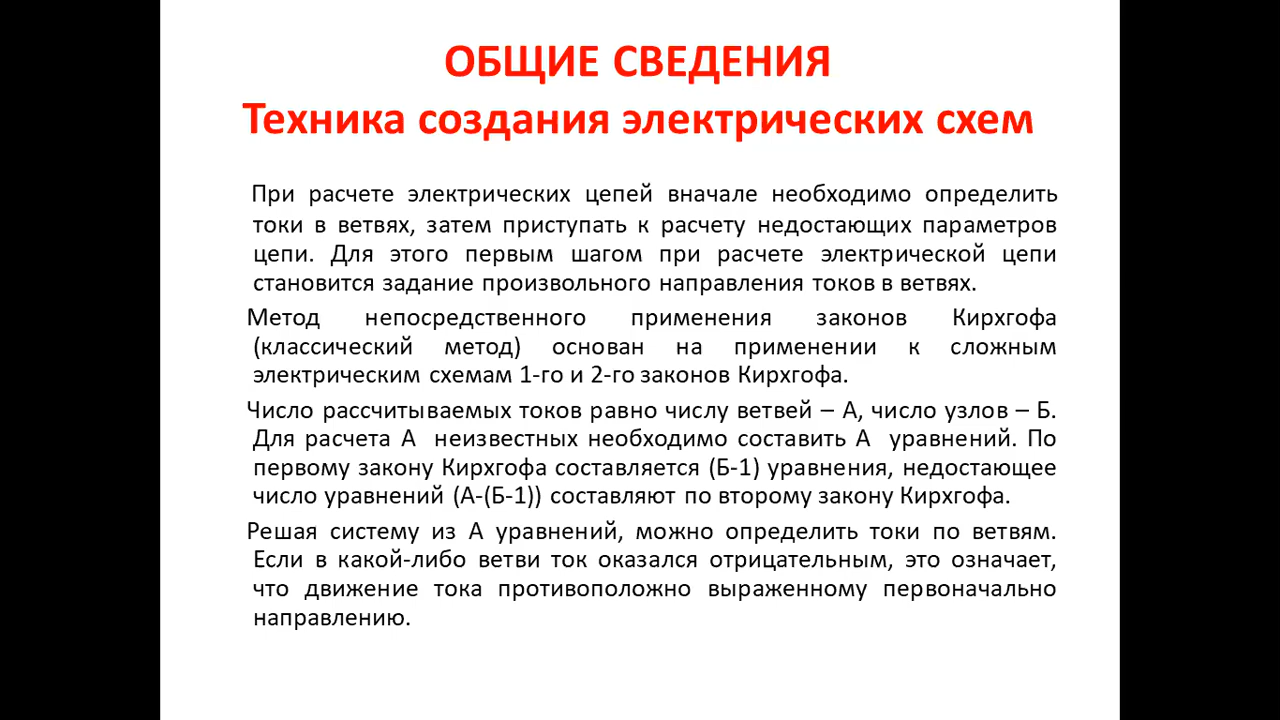 ОБЩИЕ СВЕДЕНИЯ
Техника создания электрических схем
При расчете электрических цепей вначале необходимо определить
токи в ветвях, затем приступать к расчету недостающих параметров
цепи. Для этого первым шагом при расчете электрической цепи
становится задание произвольного направления токов в ветвях.
Метод непосредственного применения законов Кирхгофа
(классический метод) основан на применении к сложным
электрическим схемам 1-го и 2-го законов Кирхгофа.
Число рассчитываемых токов равно числу ветвей – А, число узлов – Б.
Для расчета А неизвестных необходимо составить А уравнений. По
первому закону Кирхгофа составляется (Б-1) уравнения, недостающее
число уравнений (А-(Б-1)) составляют по второму закону Кирхгофа.
Решая систему из А уравнений, можно определить токи по ветвям.
Если в какой-либо ветви ток оказался отрицательным, это означает,
что движение тока противоположно выраженному первоначально
направлению.